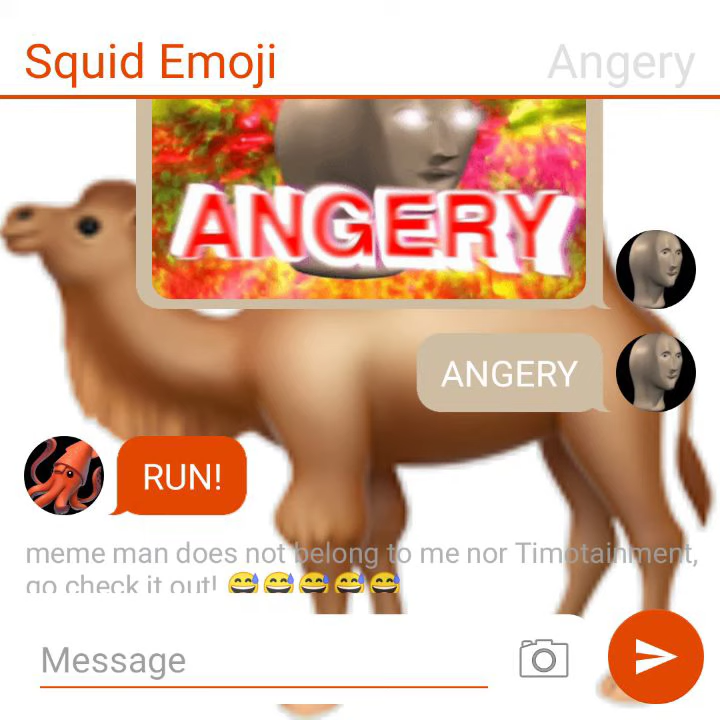 Squid Emoji
Angery
ANGERY
ANGERY
RUN!
meme man does not belong to me nor Timotainment,
go check it out! 😅😅😅😅😅
Message